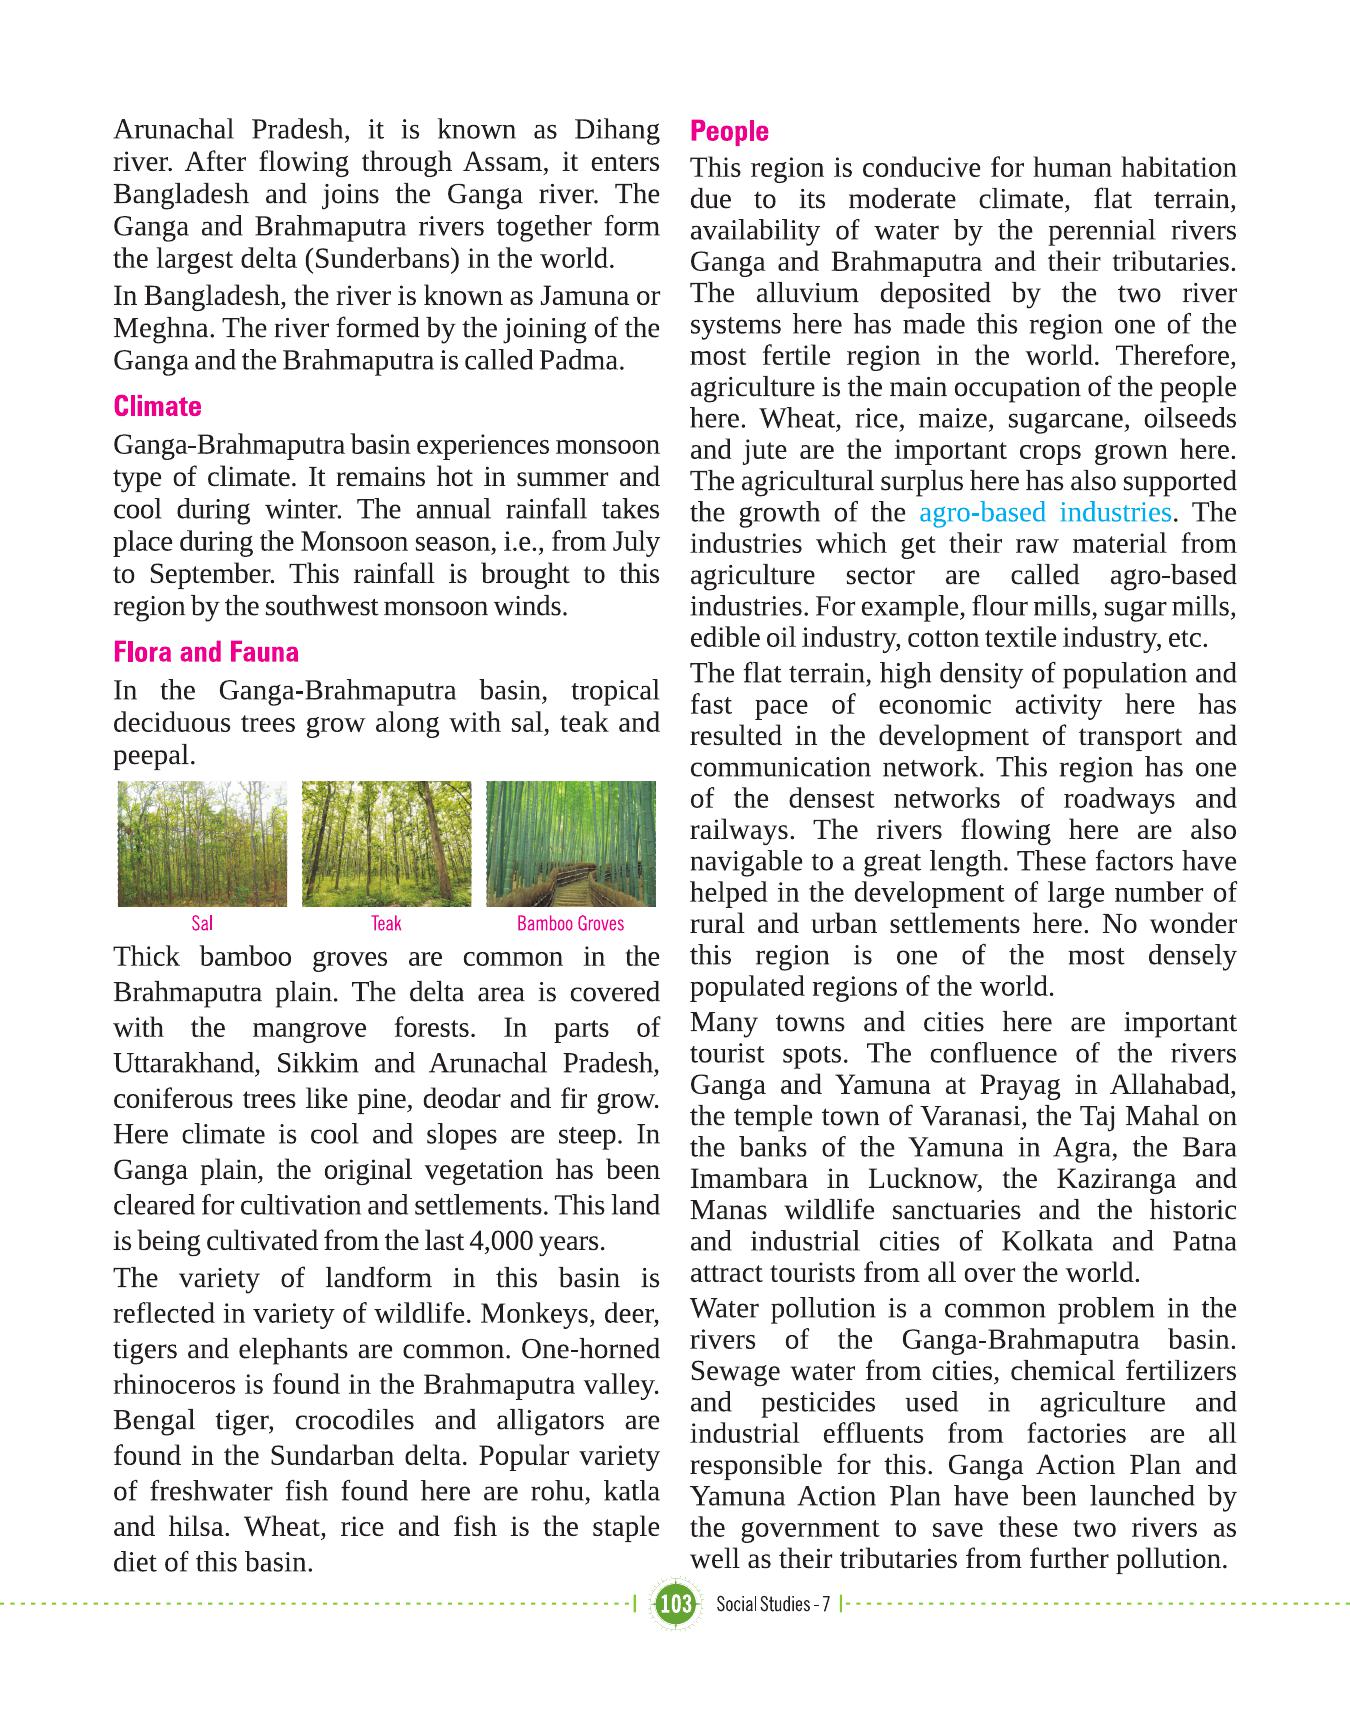 Arunachal Pradesh, it is known as Dihang
river. After flowing through Assam, it enters
Bangladesh and joins the Ganga river. The
Ganga and Brahmaputra rivers together form
the largest delta (Sunderbans) in the world.
In Bangladesh, the river is known as Jamuna or
Meghna. The river formed by the joining of the
Ganga and the Brahmaputra is called Padma.
Climate
Ganga-Brahmaputra basin experiences monsoon
type of climate. It remains hot in summer and
cool during winter. The annual rainfall takes
place during the Monsoon season, i.e., from July
to September. This rainfall is brought to this
region by the southwest monsoon winds.
Flora and Fauna
In the Ganga-Brahmaputra basin, tropical
deciduous trees grow along with sal, teak and
peepal.
Sal
Teak
Bamboo Groves
Thick bamboo groves are common in the
Brahmaputra plain. The delta area is covered
with the mangrove forests. In parts of
Uttarakhand, Sikkim and Arunachal Pradesh,
coniferous trees like pine, deodar and fir grow.
Here climate is cool and slopes are steep. In
Ganga plain, the original vegetation has been
cleared for cultivation and settlements. This land
is being cultivated from the last 4,000 years.
The variety of landform in this basin is
reflected in variety of wildlife. Monkeys, deer,
tigers and elephants are common. One-horned
rhinoceros is found in the Brahmaputra valley.
Bengal tiger, crocodiles and alligators are
found in the Sundarban delta. Popular variety
of freshwater fish found here are rohu, katla
and hilsa. Wheat, rice and fish is the staple
diet of this basin.
People
This region is conducive for human habitation
due to its moderate climate, flat terrain,
availability of water by the perennial rivers
Ganga and Brahmaputra and their tributaries.
The alluvium deposited by the two river
systems here has made this region one of the
most fertile region in the world. Therefore,
agriculture is the main occupation of the people
here. Wheat, rice, maize, sugarcane, oilseeds
and jute are the important crops grown here.
The agricultural surplus here has also supported
the growth of the agro-based industries. The
industries which get their raw material from
agriculture sector are called agro-based
industries. For example, flour mills, sugar mills,
edible oil industry, cotton textile industry, etc.
The flat terrain, high density of population and
fast pace of economic activity here has
resulted in the development of transport and
communication network. This region has one
of the densest networks of roadways and
railways. The rivers flowing here are also
navigable to a great length. These factors have
helped in the development of large number of
rural and urban settlements here. No wonder
this region is one of the most densely
populated regions of the world.
Many towns and cities here are important
tourist spots. The confluence of the rivers
Ganga and Yamuna at Prayag in Allahabad,
the temple town of Varanasi, the Taj Mahal on
the banks of the Yamuna in Agra, the Bara
Imambara in Lucknow, the Kaziranga and
Manas wildlife sanctuaries and the historic
and industrial cities of Kolkata and Patna
attract tourists from all over the world.
Water pollution is a common problem in the
rivers of the Ganga-Brahmaputra basin.
Sewage water from cities, chemical fertilizers
and pesticides used in agriculture and
industrial effluents from factories are all
responsible for this. Ganga Action Plan and
Yamuna Action Plan have been launched by
the government to save these two rivers as
well as their tributaries from further pollution.
103 Social Studies - 7